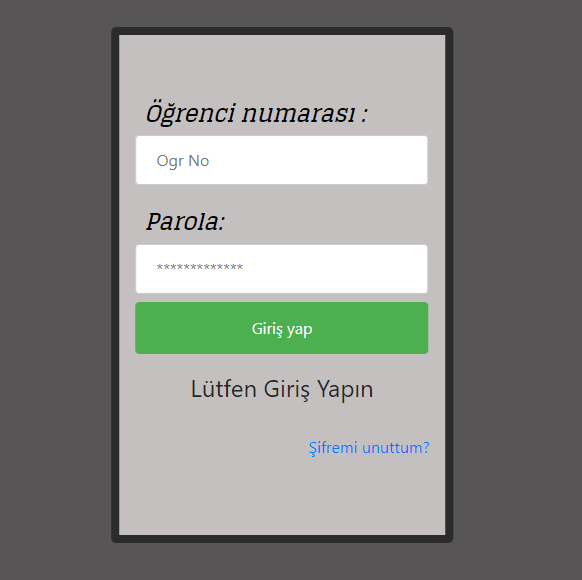 Öğrenci numarası :
Ogr No
Parola:
*************
Giriş yap
Lütfen Giriş Yapın
Şifremi unuttum?